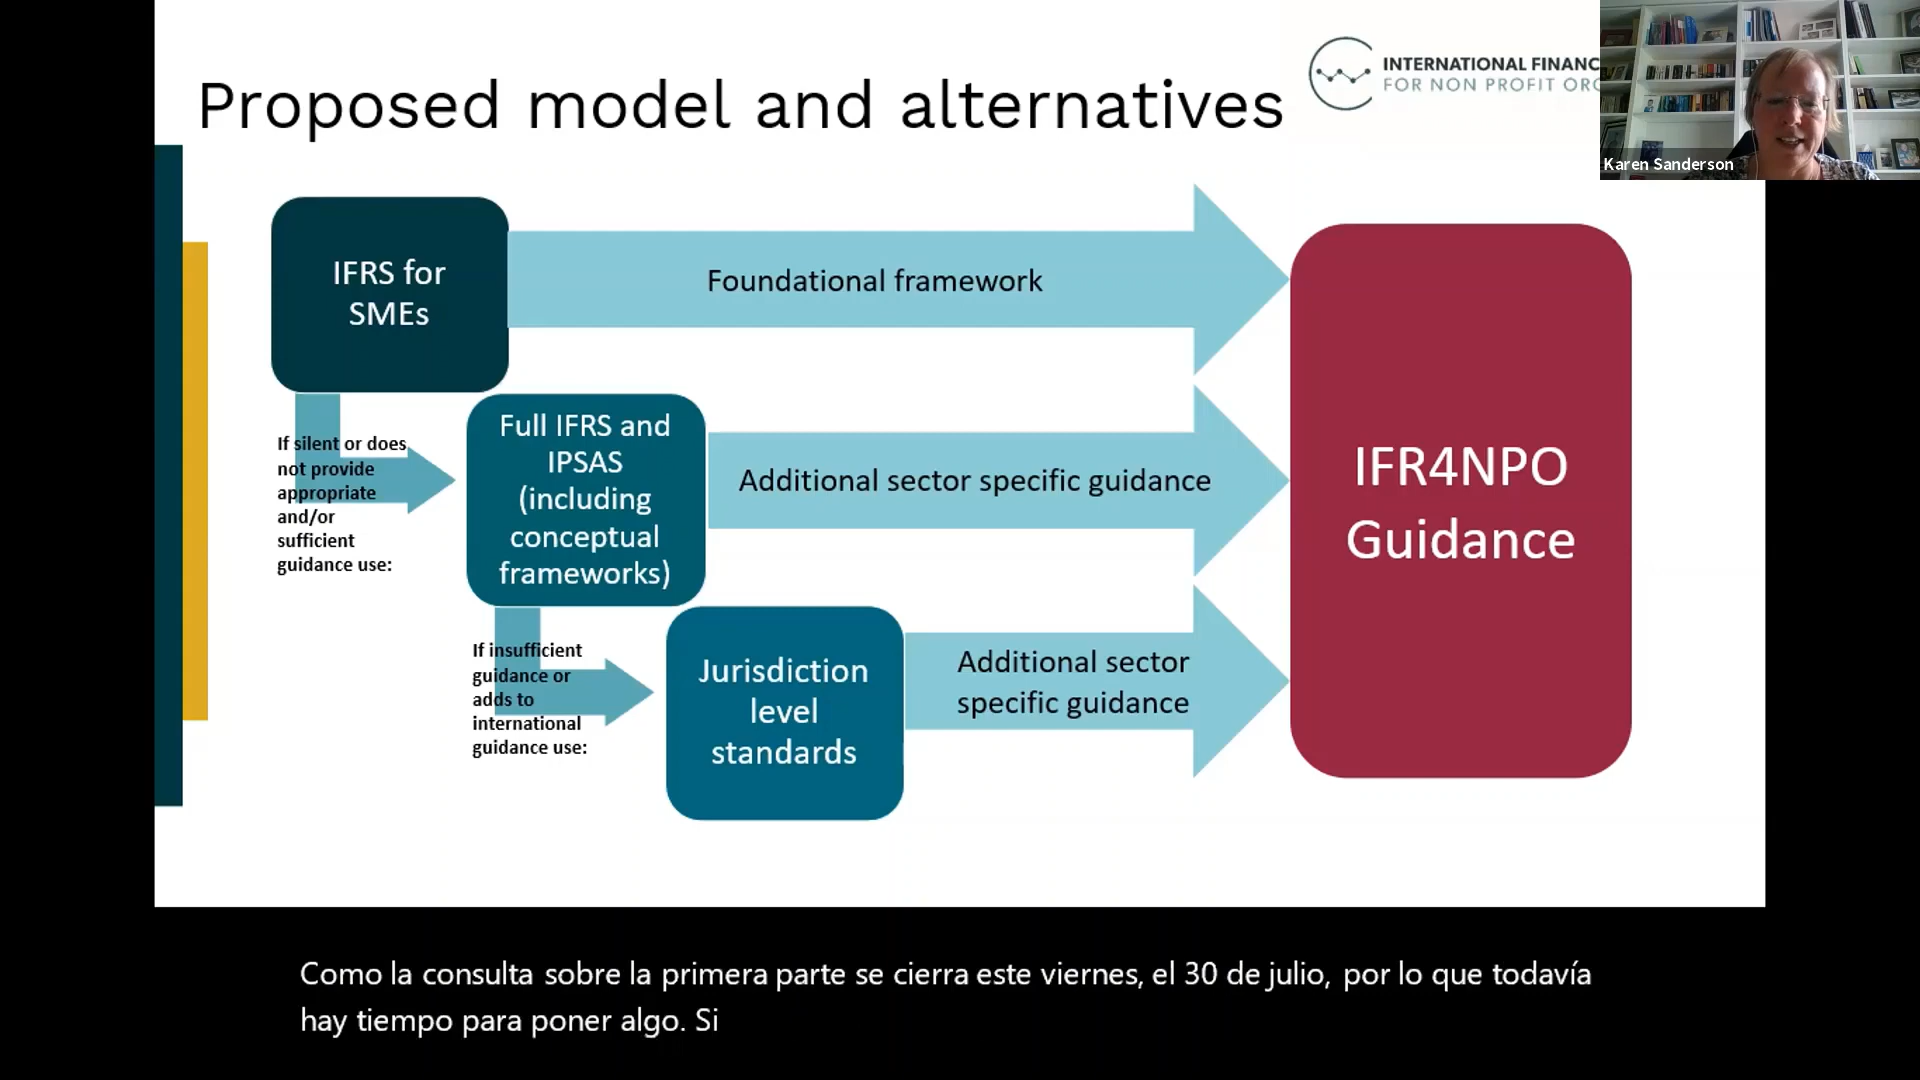 Proposed model and alternatives
INTERNATIONAL FINANC
FOR NON PROFIT ORG
Karen Sanderson
IFRS for
SMEs
Foundational framework
If silent or does
not provide
appropriate
and/or
sufficient
guidance use:
Full IFRS and
IPSAS
(including
conceptual
frameworks)
Additional sector specific guidance
If insufficient
guidance or
adds to
international
guidance use:
Jurisdiction
level
standards
Additional sector
specific guidance
IFR4NPO
Guidance
Como la consulta sobre la primera parte se cierra este viernes, el 30 de julio, por lo que todavía
hay tiempo para poner algo. Si